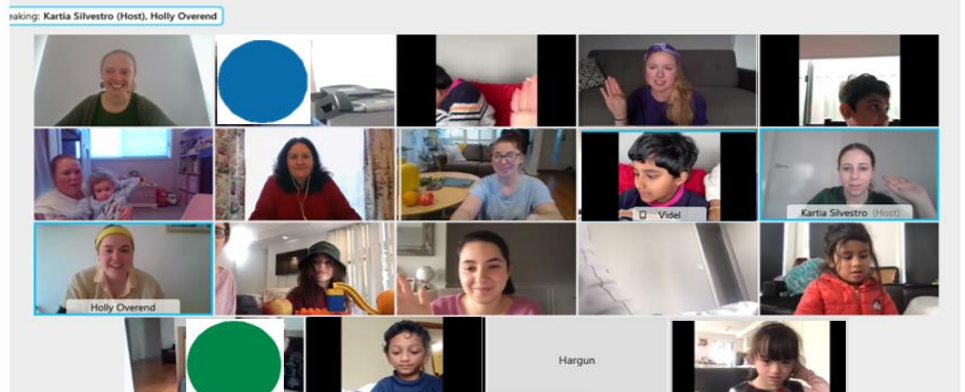 eaking: Kartia Silvestro (Host), Holly Overend
Videl
Kartia Silvestro (Host)
Holly Overend
Hargun